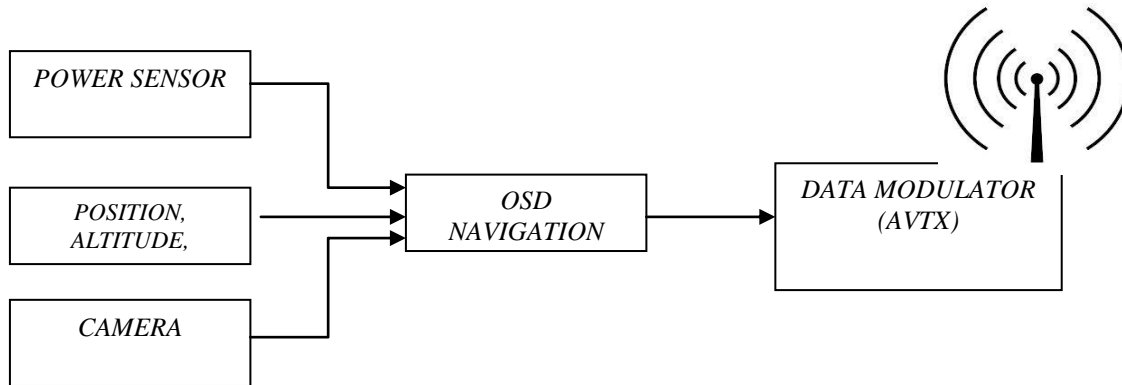 POWER SENSOR
POSITION,
ALTITUDE,
CAMERA
OSD
NAVIGATION
DATA MODULATOR
(AVTX)